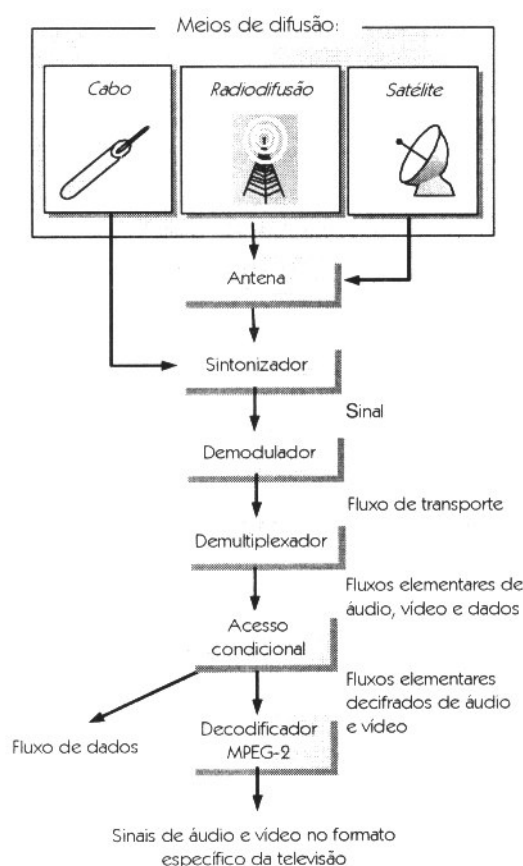 Meios de difusão:
Cabo
Radiodifusão
Satélite
Antena
Sintonizador
Sinal
Demodulador
Fluxo de transporte
Demultiplexador
Fluxos elementares de
áudio, vídeo e dados
Acesso
condicional
Fluxos elementares
decifrados de áudio
e vídeo
Fluxo de dados
Decodificador
MPEG-2
Sinais de áudio e vídeo no formato
específico da televisão